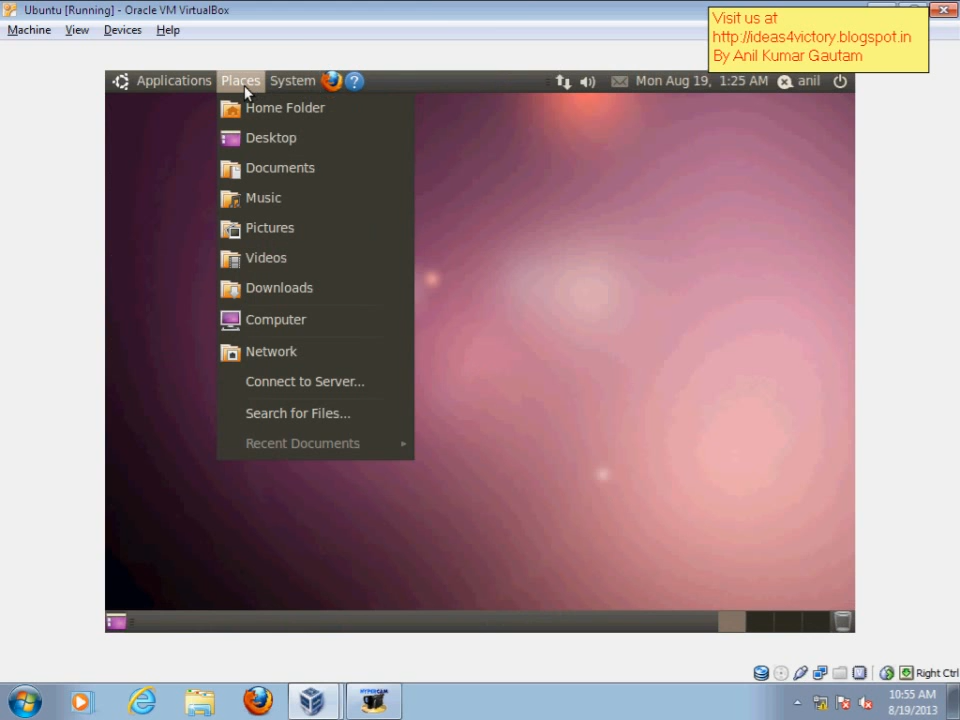 Ubuntu [Running] - Oracle VM VirtualBox
Machine View Devices Help
Visit us at
http://ideas4victory.blogspot.in
By Anil Kumar Gautam
Applications Places System ? Mon Aug 19, 1:25 AM anil
Home Folder
Desktop
Documents
Music
Pictures
Videos
Downloads
Computer
Network
Connect to Server...
Search for Files...
Recent Documents
Right Ctrl
HYPERCAM
10:55 AM
8/19/2013